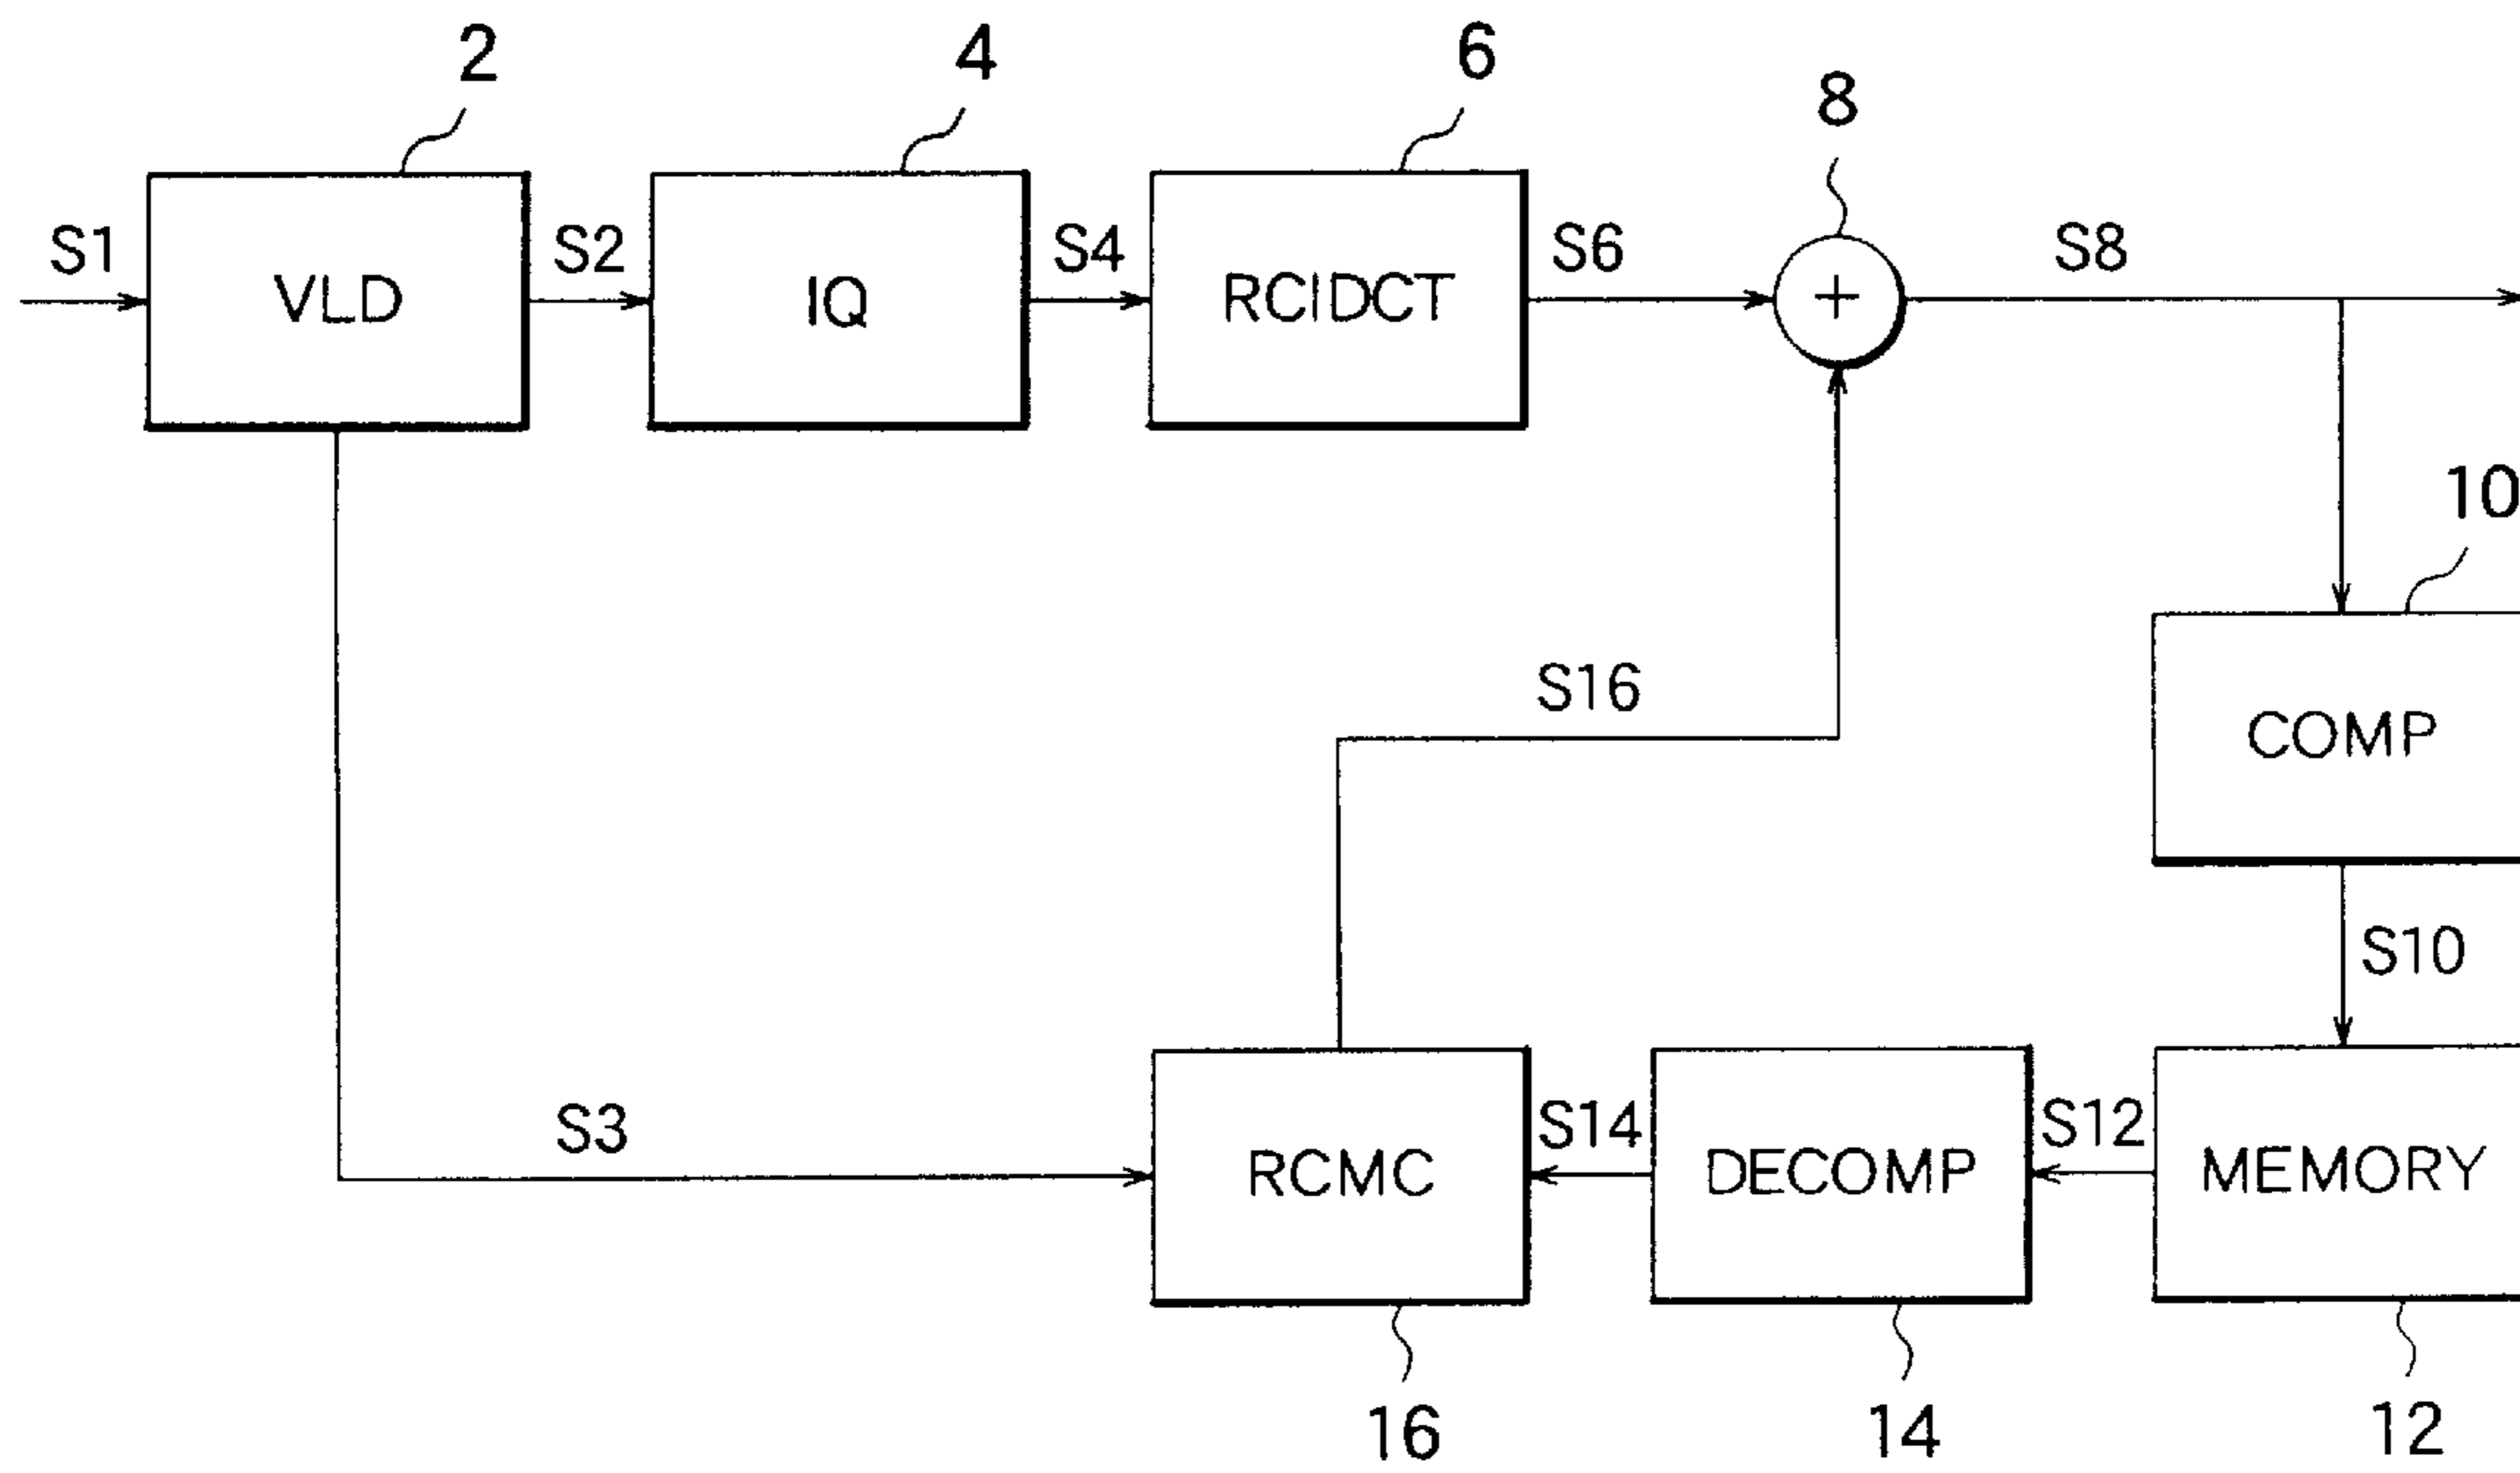 2
4
6
8
S1
VLD
S2
IQ
S4
RCIDCT
S6
+
S8
10
COMP
S16
S10
S3
RCMC
S14
DECOMP
S12
MEMORY
16
14
12